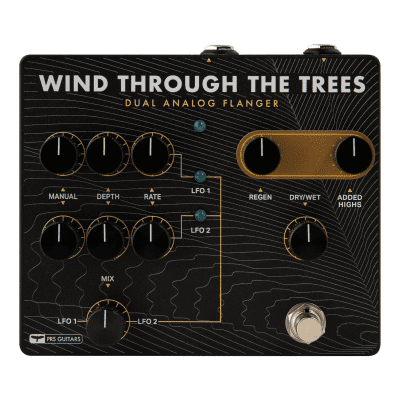 WIND THROUGH THE TREES
DUAL ANALOG FLANGER
LFO 1
MANUAL DEPTH RATE
REGEN DRY/WET ADDED HIGHS
LFO 2
MIX
LFO 1 LFO 2
PRS GUITARS